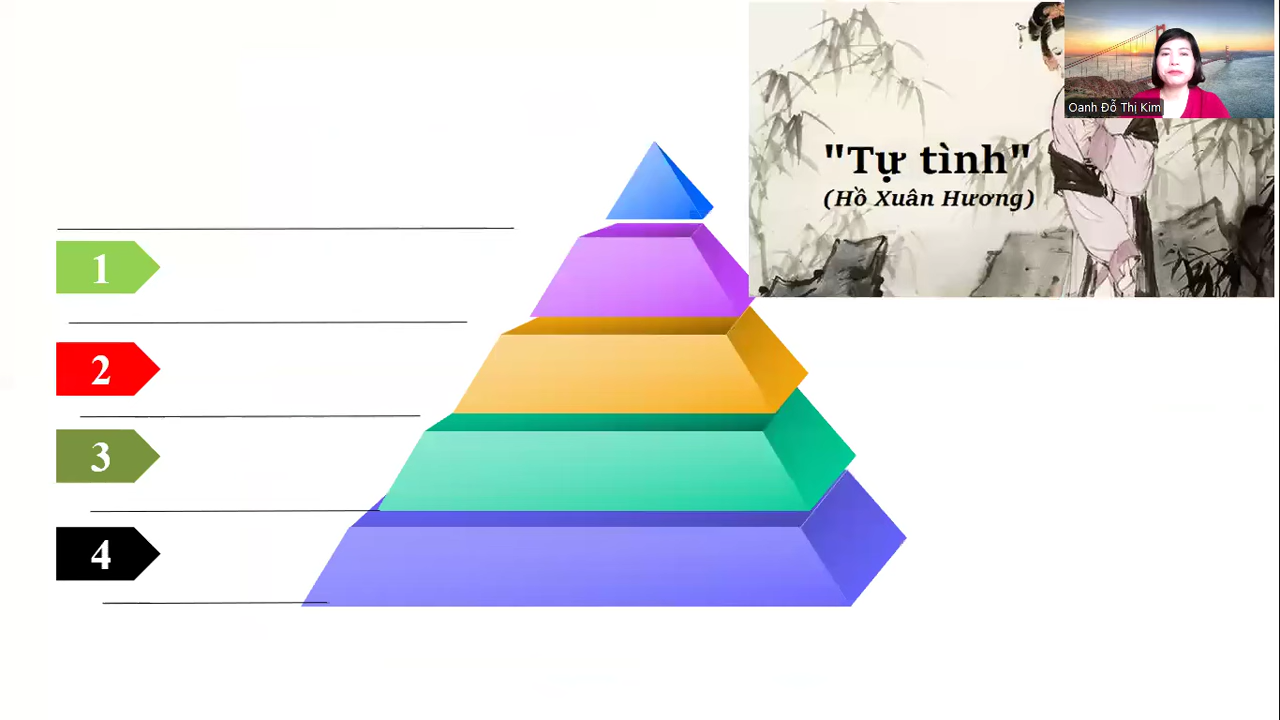 Oanh Đỗ Thị Kim
"Tự tình"
(Hồ Xuân Hương)
1
2
3
4